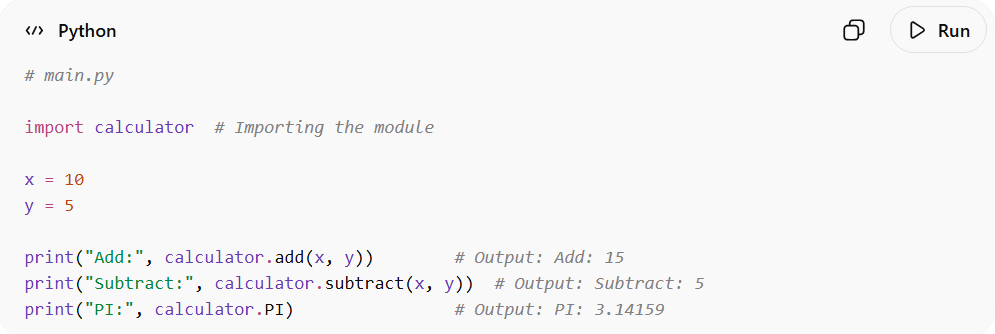 Python
Run
# main.py
import calculator  # Importing the module
x = 10
y = 5
print("Add:", calculator.add(x, y))        # Output: Add: 15
print("Subtract:", calculator.subtract(x, y))  # Output: Subtract: 5
print("PI:", calculator.PI)                # Output: PI: 3.14159